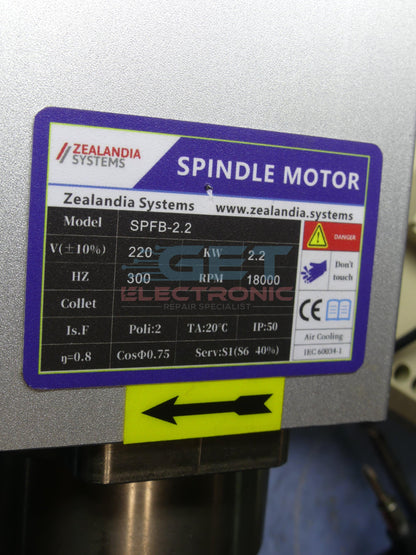 ZEALANDIA
SYSTEMS
SPINDLE MOTOR
Zealandia Systems www.zealandia.systems
Model SPFB-2.2
V(±10%) 220 KW 2.2
HZ 300 RPM 18000
Collet
Is.F Poli:2 TA:20°C IP:50
η=0.8 CosΦ0.75 Serv:S1(S6 40%)
DANGER
Don't
touch
CE
Air Cooling
IEC 60034-1
GET
ELECTRONIC
REPAIR SPECIALIST